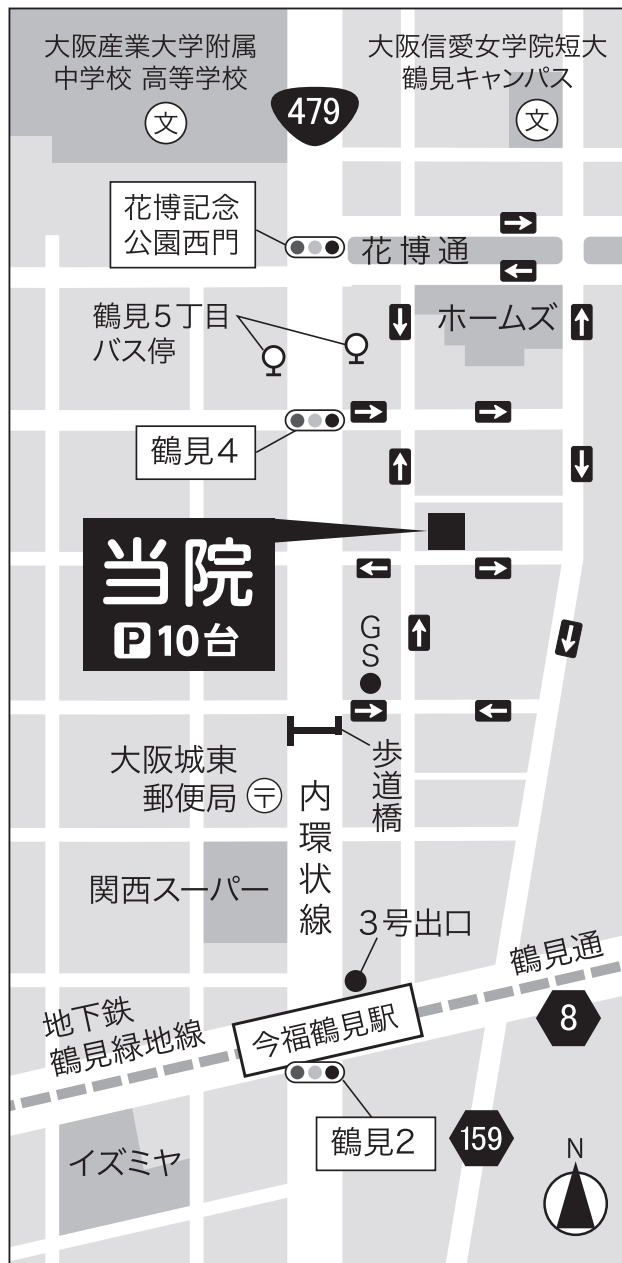 大阪産業大学附属
中学校 高等学校
文
479
大阪信愛女学院短大
鶴見キャンパス
文
花博記念
公園西門
花博通
鶴見5丁目
バス停
ホームズ
鶴見4
当院
P10台
GS
大阪城東
郵便局〒
歩道橋
内環状線
関西スーパー
3号出口
鶴見通
地下鉄
鶴見緑地線
今福鶴見駅
8
鶴見2
159
イズミヤ
N